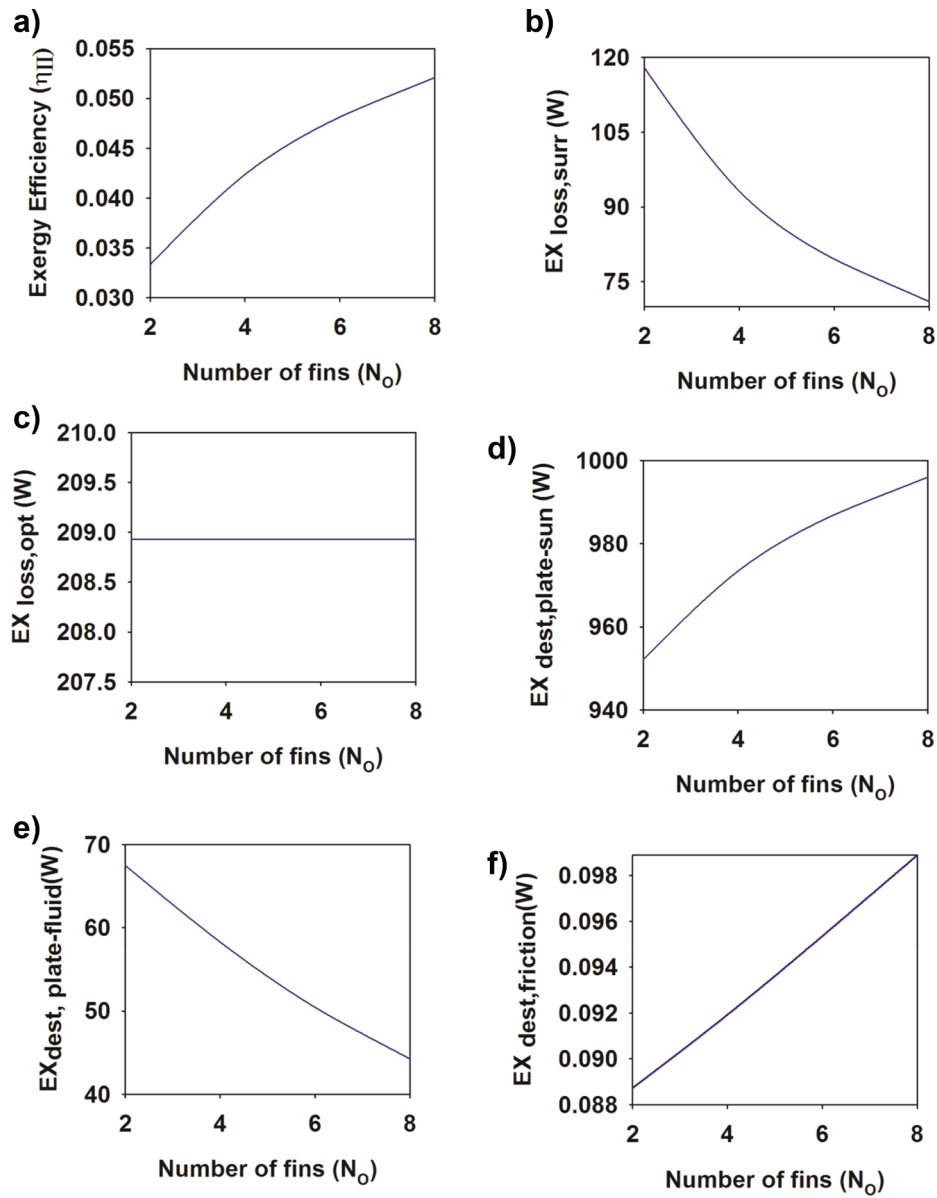 a)
Exergy Efficiency (ηII)
0.055
0.050
0.045
0.040
0.035
0.030
2 4 6 8
Number of fins (NO)
b)
EX loss,surr (W)
120
105
90
75
2 4 6 8
Number of fins (NO)
c)
EX loss,opt (W)
210.0
209.5
209.0
208.5
208.0
207.5
2 4 6 8
Number of fins (NO)
d)
EX dest,plate-sun (W)
1000
980
960
940
2 4 6 8
Number of fins (NO)
e)
EXdest, plate-fluid(W)
70
60
50
40
2 4 6 8
Number of fins (NO)
f)
EX dest,friction(W)
0.098
0.096
0.094
0.092
0.090
0.088
2 4 6 8
Number of fins (NO)